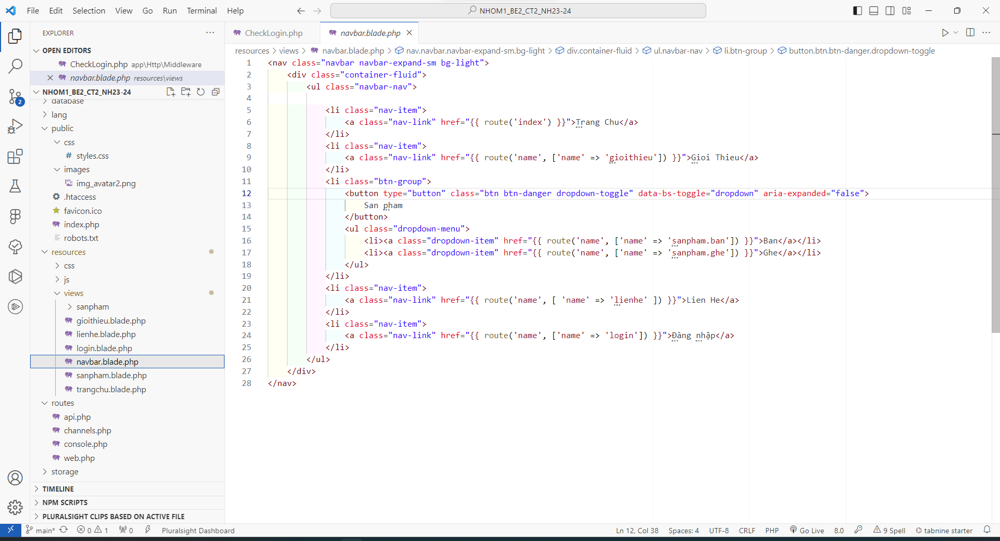 File Edit Selection View Go Run Terminal Help
NHOM1_BE2_CT2_NH23-24
EXPLORER
OPEN EDITORS
CheckLogin.php app\Http\Middleware
navbar.blade.php resources\views
NHOM1_BE2_CT2_NH23-24
database
lang
public
css
# styles.css
images
img_avatar2.png
.htaccess
favicon.ico
index.php
robots.txt
resources
css
js
views
sanpham
gioithieu.blade.php
lienhe.blade.php
login.blade.php
navbar.blade.php
sanpham.blade.php
trangchu.blade.php
routes
api.php
channels.php
console.php
web.php
storage
TIMELINE
NPM SCRIPTS
PLURALSIGHT CLIPS BASED ON ACTIVE FILE
2
CheckLogin.php navbar.blade.php
resources > views > navbar.blade.php > nav.navbar.navbar-expand-sm.bg-light > div.container-fluid > ul.navbar-nav > li.btn-group > button.btn.btn-danger.dropdown-toggle
1 <nav class="navbar navbar-expand-sm bg-light">
2 <div class="container-fluid">
3 <ul class="navbar-nav">
4
5 <li class="nav-item">
6 <a class="nav-link" href="{{ route('index') }}">Trang Chu</a>
7 </li>
8 <li class="nav-item">
9 <a class="nav-link" href="{{ route('name', ['name' => 'gioithieu']) }}">Gioi Thieu</a>
10 </li>
11 <li class="btn-group">
12 <button type="button" class="btn btn-danger dropdown-toggle" data-bs-toggle="dropdown" aria-expanded="false">
13 San pham
14 </button>
15 <ul class="dropdown-menu">
16 <li><a class="dropdown-item" href="{{ route('name', ['name' => 'sanpham.ban']) }}">Ban</a></li>
17 <li><a class="dropdown-item" href="{{ route('name', ['name' => 'sanpham.ghe']) }}">Ghe</a></li>
18 </ul>
19 </li>
20 <li class="nav-item">
21 <a class="nav-link" href="{{ route('name', [ 'name' => 'lienhe' ]) }}">Lien He</a>
22 </li>
23 <li class="nav-item">
24 <a class="nav-link" href="{{ route('name', ['name' => 'login']) }}">Đăng nhập</a>
25 </li>
26 </ul>
27 </div>
28 </nav>
main* 0 1 0 Pluralsight Dashboard Ln 12, Col 38 Spaces: 4 UTF-8 CRLF PHP Go Live 8.0 9 Spell tabnine starter